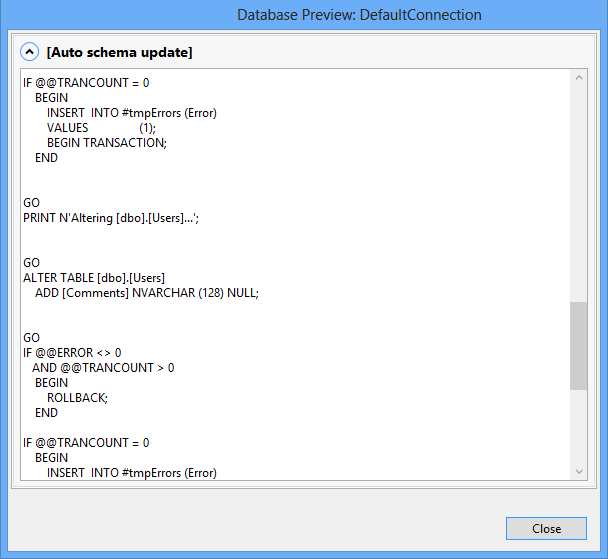 Database Preview: DefaultConnection
[Auto schema update]
IF @@TRANCOUNT = 0
BEGIN
INSERT INTO #tmpErrors (Error)
VALUES (1);
BEGIN TRANSACTION;
END
GO
PRINT N'Altering [dbo].[Users]...';
GO
ALTER TABLE [dbo].[Users]
ADD [Comments] NVARCHAR (128) NULL;
GO
IF @@ERROR <> 0
AND @@TRANCOUNT > 0
BEGIN
ROLLBACK;
END
IF @@TRANCOUNT = 0
BEGIN
INSERT INTO #tmpErrors (Error)
Close